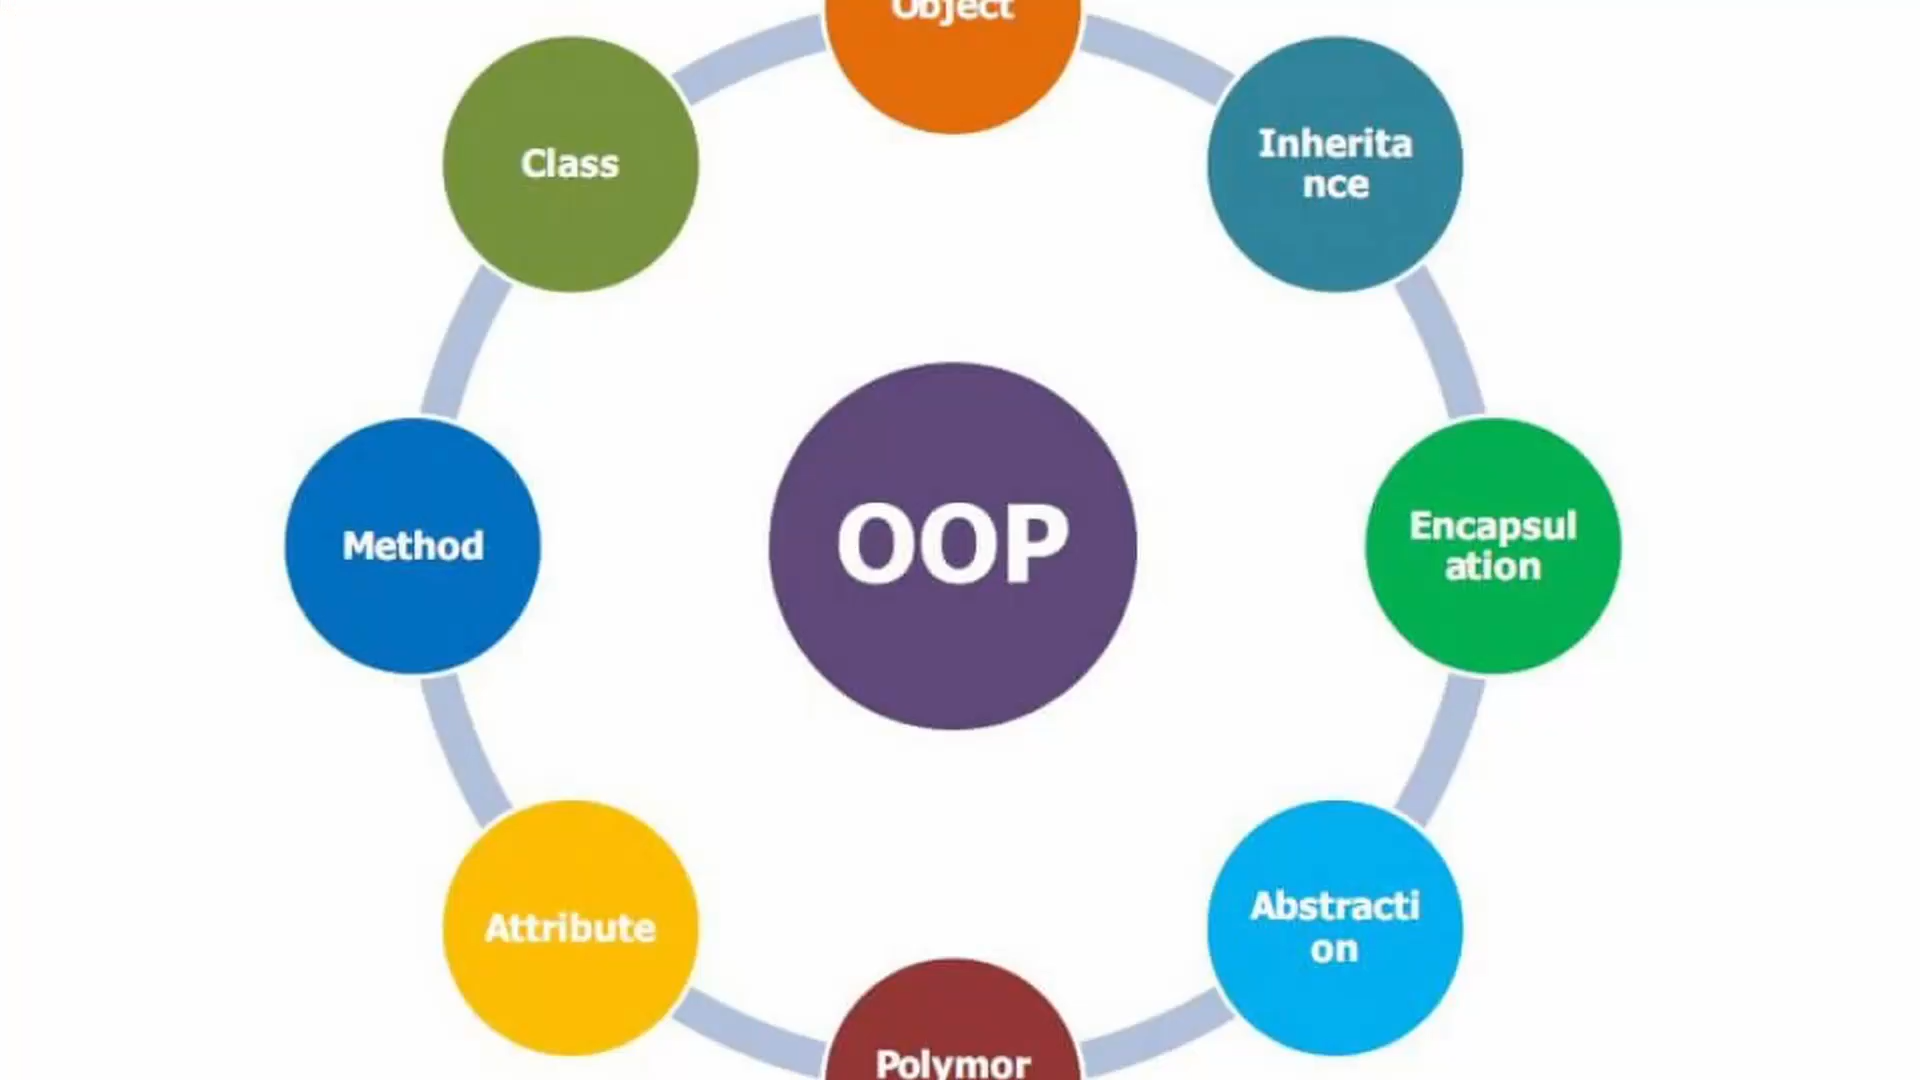 Object
Class
Inherita
nce
Method
OOP
Encapsul
ation
Attribute
Abstracti
on
Polymor